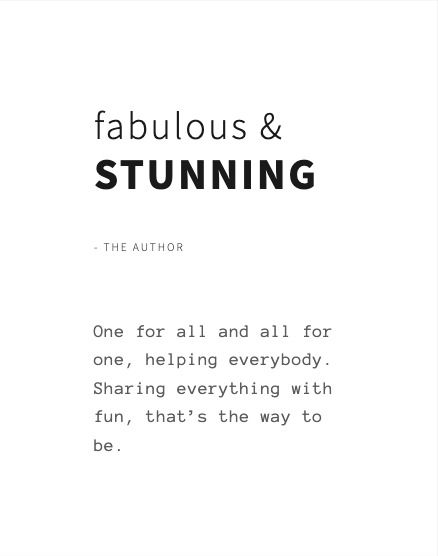 fabulous &
STUNNING
- THE AUTHOR
One for all and all for
one, helping everybody.
Sharing everything with
fun, that’s the way to
be.